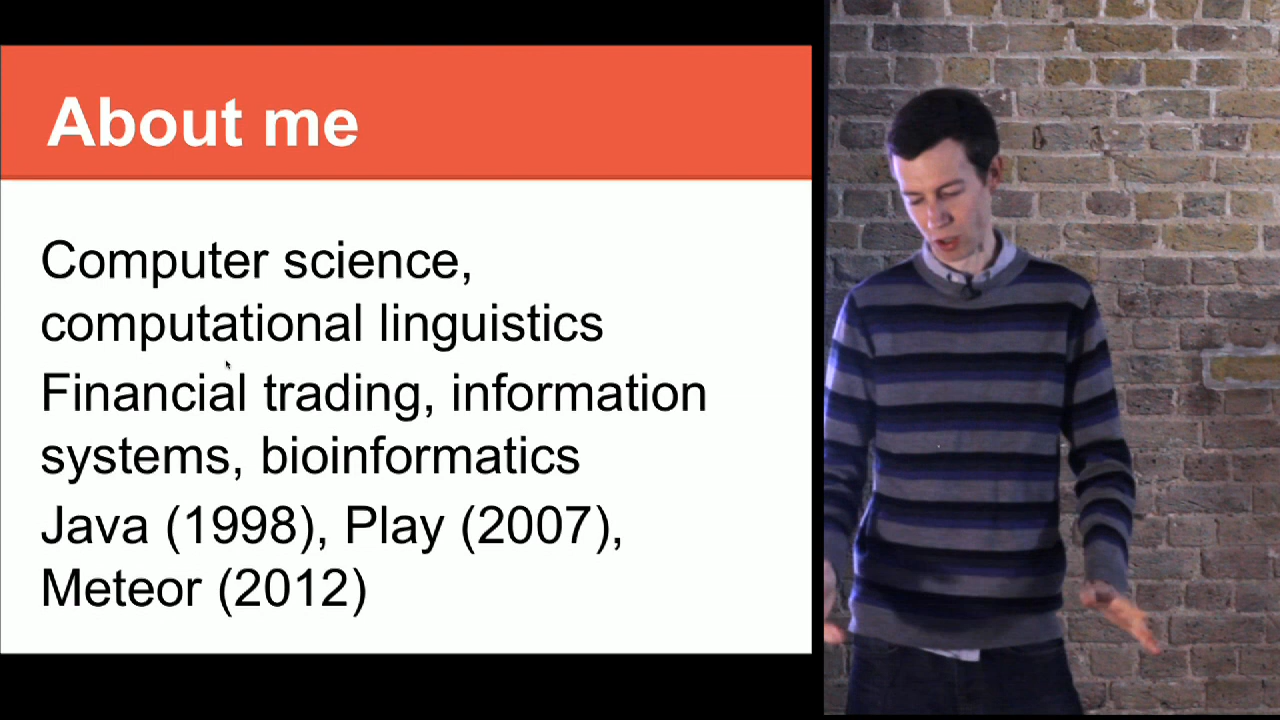 About me
Computer science,
computational linguistics
Financial trading, information
systems, bioinformatics
Java (1998), Play (2007),
Meteor (2012)